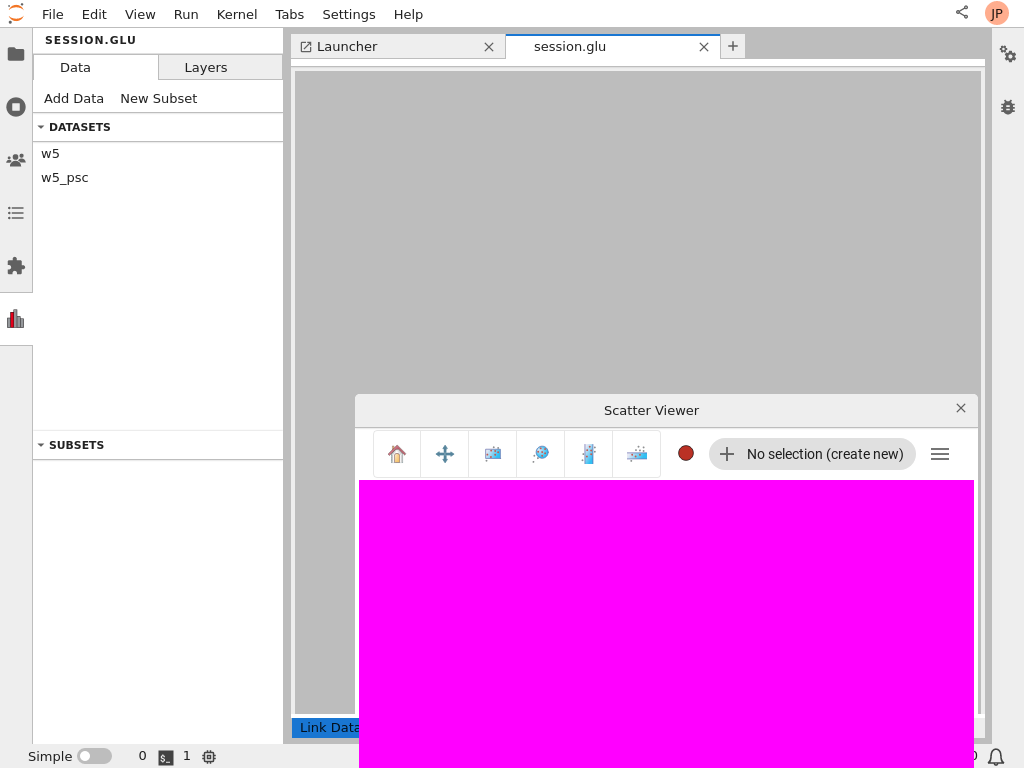 File Edit View Run Kernel Tabs Settings Help
JP
SESSION.GLU
Launcher
session.glu
Data
Layers
Add Data New Subset
DATASETS
w5
w5_psc
SUBSETS
Scatter Viewer
No selection (create new)
Link Data
Simple
0
$_
1
0